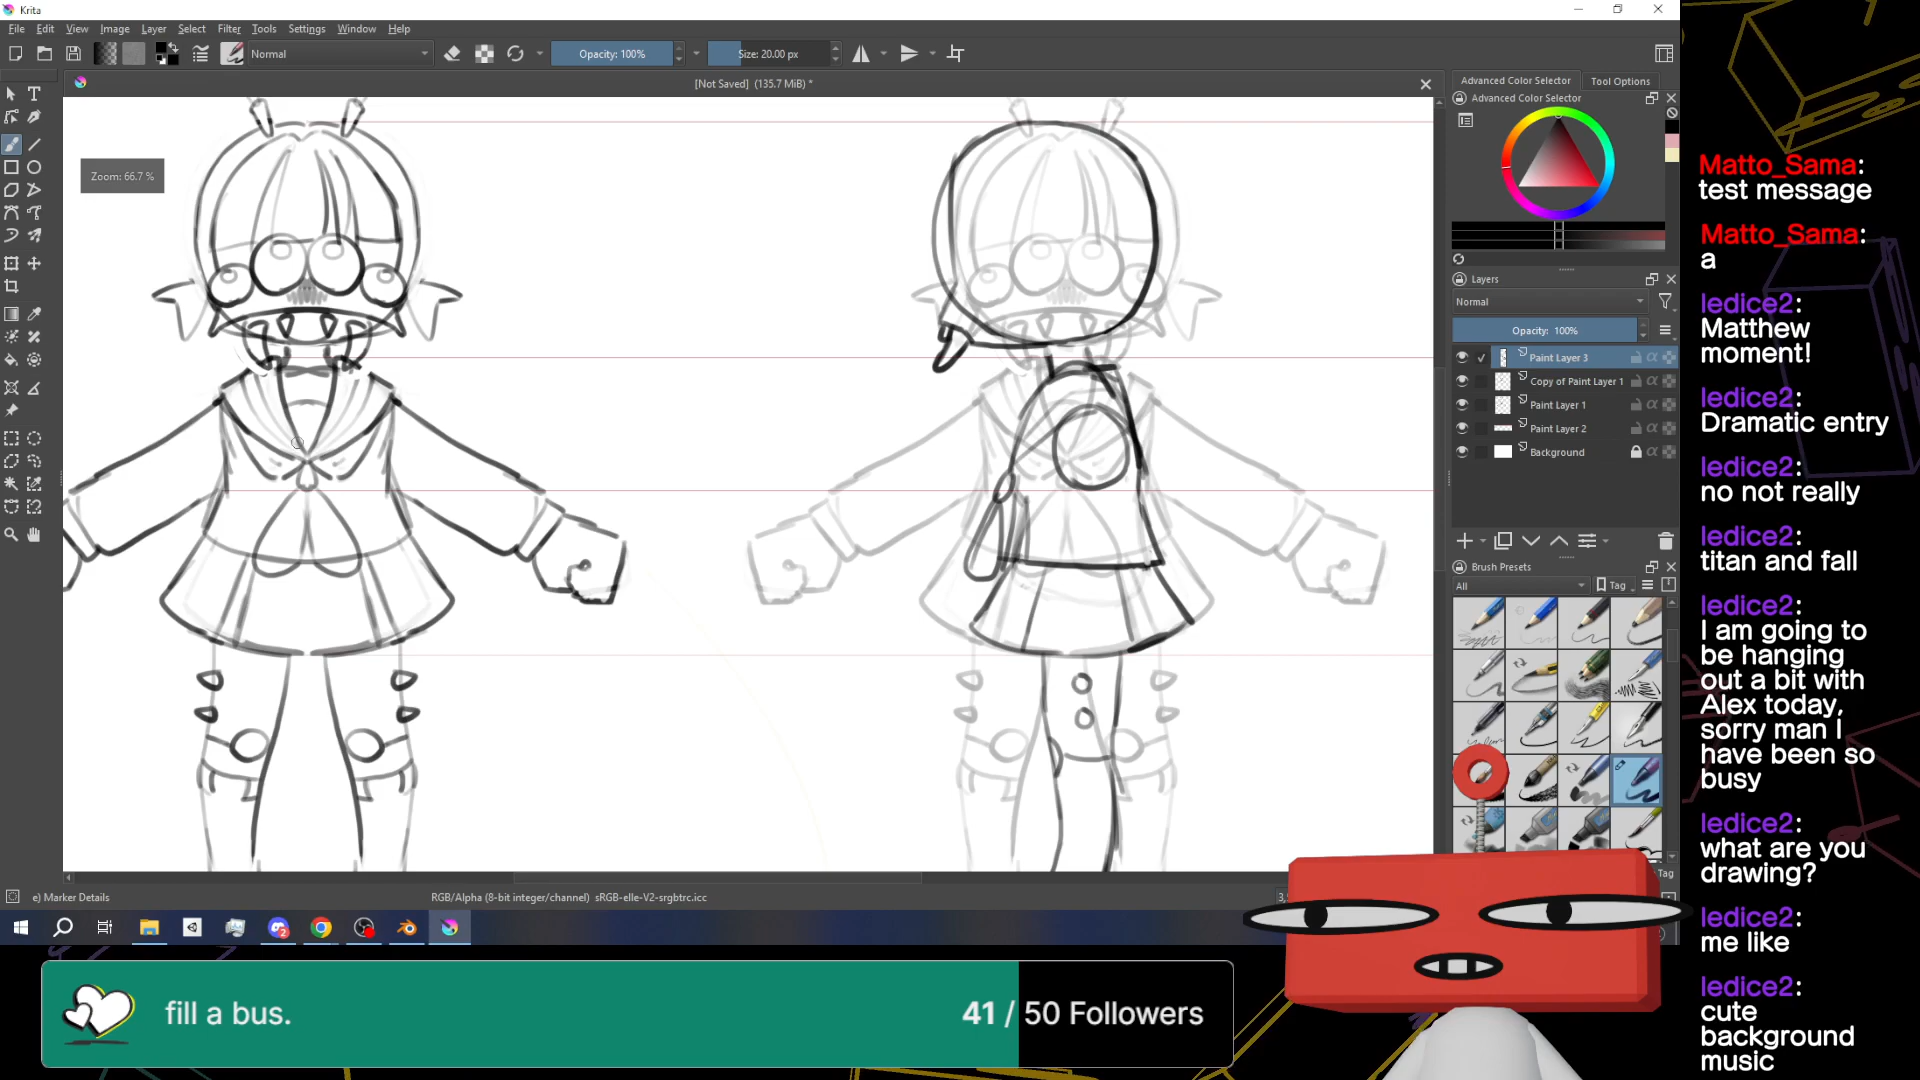 Krita
File Edit View Image Layer Select Filter Tools Settings Window Help
Normal
Opacity: 100%
Size: 20.00 px
[Not Saved] (135.7 MiB) *
Zoom: 66.7 %
Advanced Color Selector
Tool Options
Advanced Color Selector
Layers
Normal
Opacity: 100%
Paint Layer 3
Copy of Paint Layer 1
Paint Layer 1
Paint Layer 2
Background
Brush Presets
All
Tag
Tag
e) Marker Details
RGB/Alpha (8-bit integer/channel) sRGB-elle-V2-srgbtrc.icc
fill a bus.
41 / 50 Followers
Matto_Sama:
test message
Matto_Sama:
a
ledice2:
Matthew
moment!
ledice2:
Dramatic entry
ledice2:
no not really
ledice2:
titan and fall
ledice2:
I am going to
be hanging
out a bit with
Alex today,
sorry man I
have been so
busy
ledice2:
what are you
drawing?
ledice2:
me like
ledice2:
cute
background
music